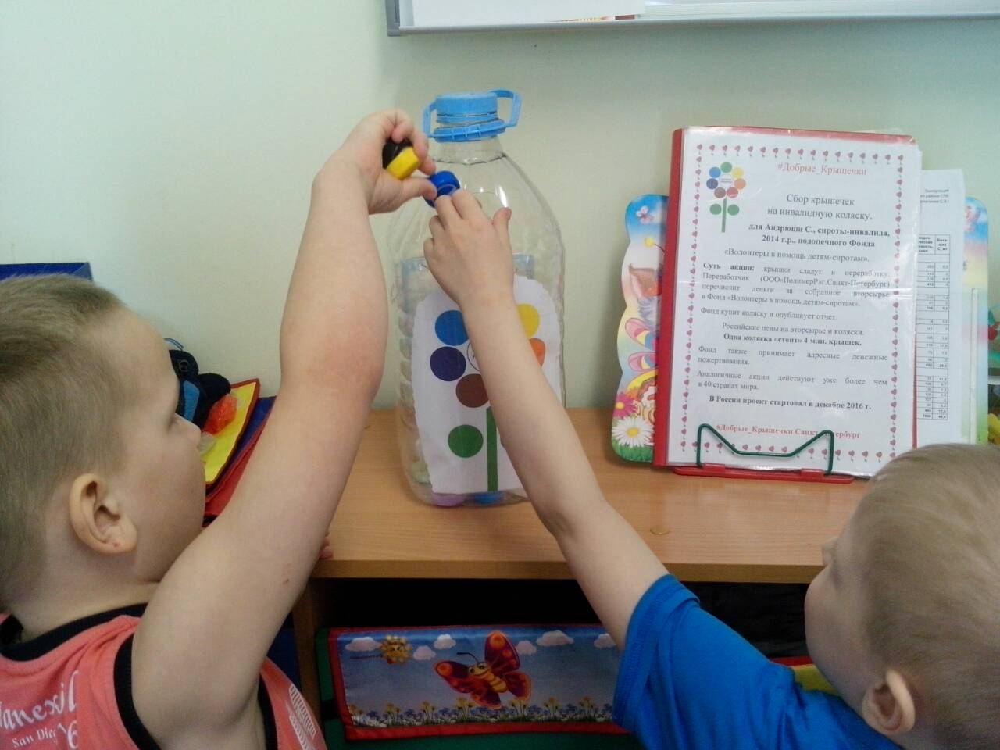 #Добрые_Крышечки
Сбор крышечек
на инвалидную коляску.
для Андрюши С., сироты-инвалида,
2014 г.р., подопечного Фонда
«Волонтеры в помощь детям-сиротам».
Суть акции: крышки сдадут в переработку.
Переработчик (ООО«ПолимерР»г.Санкт-Петербург)
перечислит деньги за собранное вторсырье
в Фонд «Волонтеры в помощь детям-сиротам».
Фонд купит коляску и опубликует отчет.
Российские цены на вторсырье и коляски.
Одна коляска «стоит» 4 млн. крышек.
Фонд также принимает адресные денежные
пожертвования.
Аналогичные акции действуют уже более чем
в 40 странах мира.
В России проект стартовал в декабре 2016 г.
#Добрые_Крышечки Санкт-Петербург
San Die